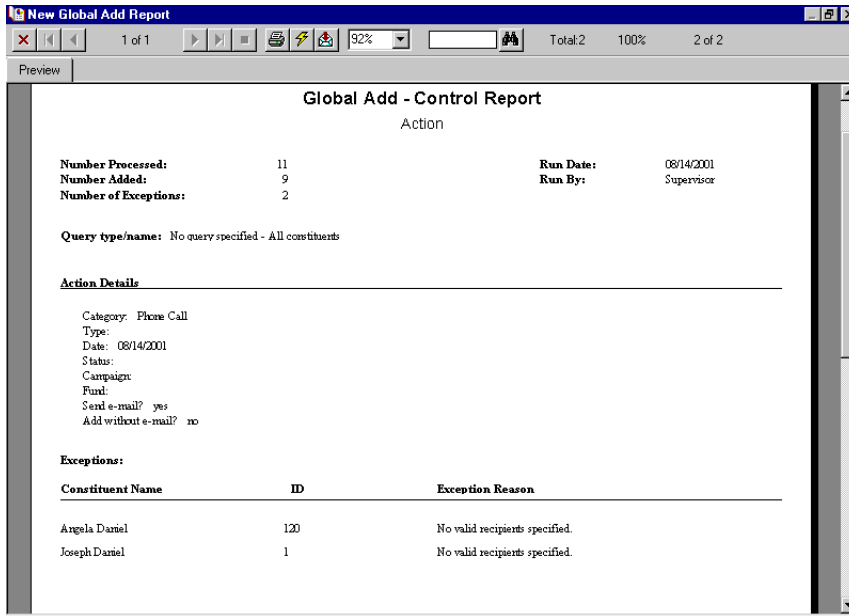 New Global Add Report
1 of 1 92% Total:2 100% 2 of 2
Preview
Global Add - Control Report
Action
Number Processed: 11 Run Date: 08/14/2001
Number Added: 9 Run By: Supervisor
Number of Exceptions: 2
Query type/name: No query specified - All constituents
Action Details
Category: Phone Call
Type:
Date: 08/14/2001
Status:
Campaign:
Fund:
Send e-mail? yes
Add without e-mail? no
Exceptions:
Constituent Name ID Exception Reason
Angela Daniel 120 No valid recipients specified.
Joseph Daniel 1 No valid recipients specified.